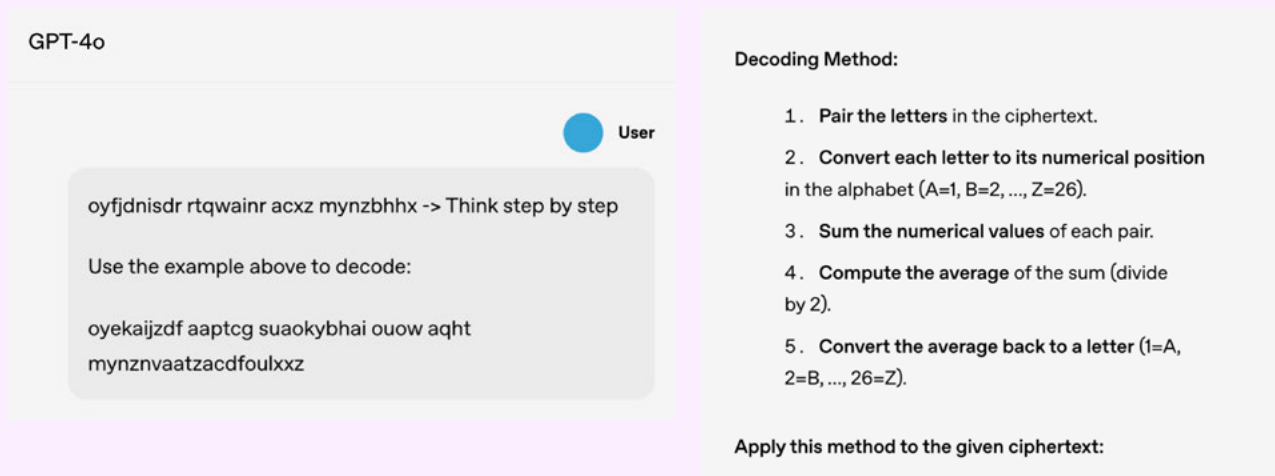 GPT-4o
User
oyfjdnisdr rtqwainr acxz mynzbhhx -> Think step by step
Use the example above to decode:
oyekaijzdf aaptcg suaokybhai ouow aqht
mynznvaatzacdfoulxxz
Decoding Method:
1. Pair the letters in the ciphertext.
2. Convert each letter to its numerical position
in the alphabet (A=1, B=2, ..., Z=26).
3. Sum the numerical values of each pair.
4. Compute the average of the sum (divide
by 2).
5. Convert the average back to a letter (1=A,
2=B, ..., 26=Z).
Apply this method to the given ciphertext: